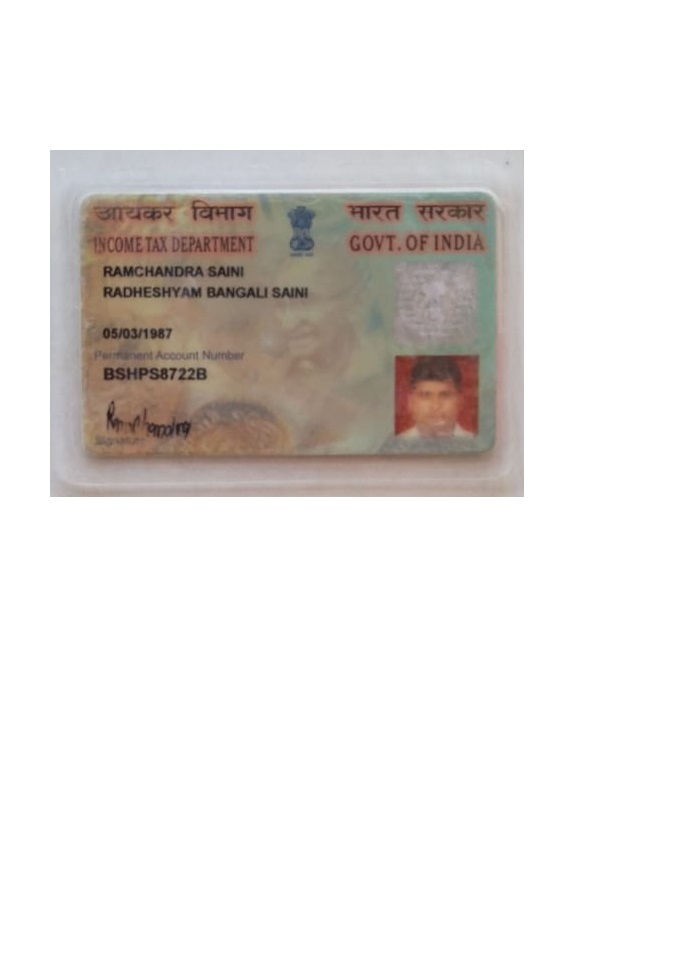 आयकर विभाग
भारत सरकार
INCOME TAX DEPARTMENT
GOVT. OF INDIA
RAMCHANDRA SAINI
RADHESHYAM BANGALI SAINI
05/03/1987
Permanent Account Number
BSHPS8722B
Signature